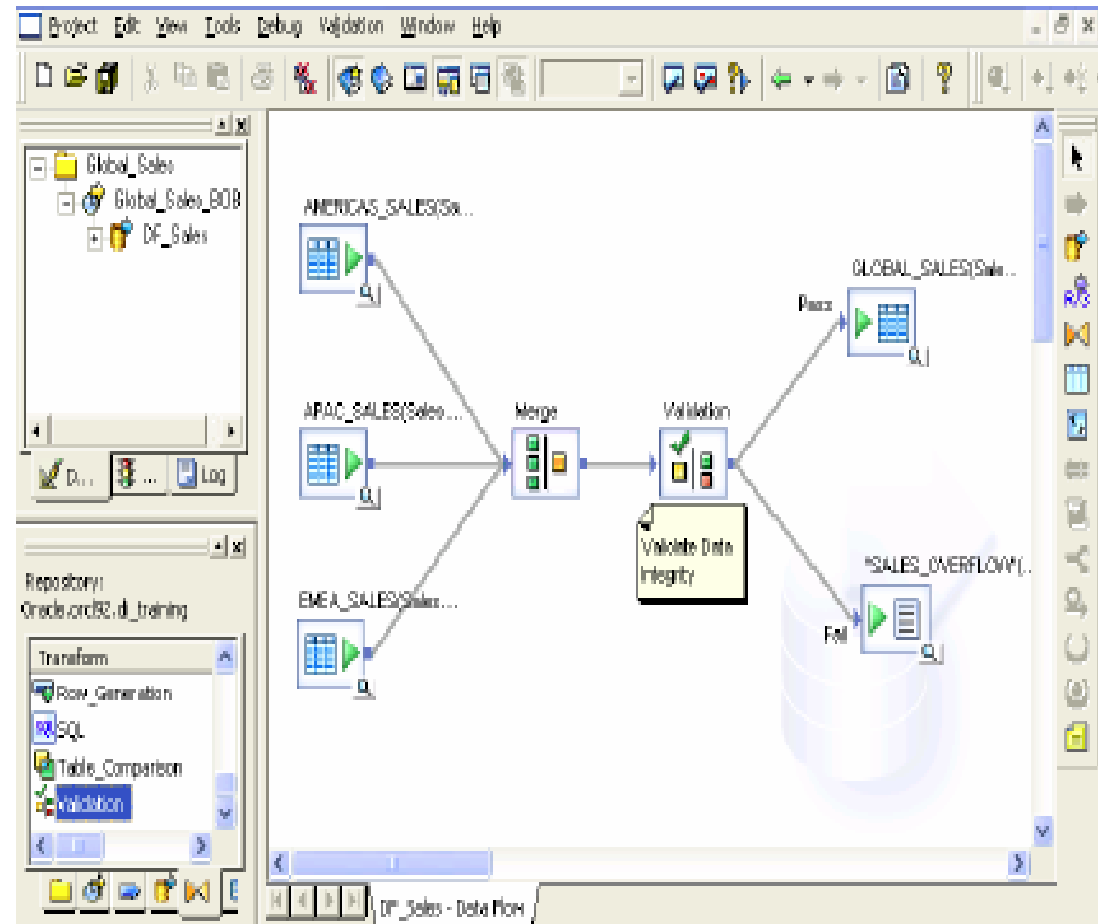 Project Edit View Tools Debug Validation Window Help
Global_Sales
Global_Sales_BOB
DF_Sales
D... ... Log
Repository:
Oracle.orcl92.di_training
Transform
Row_Generation
SQL
Table_Comparison
Validation
AMERICAS_SALES(Sa...
APAC_SALES(Sales ...
EMEA_SALES(Sales...
Merge
Validation
Validate Data
Integrity
Pass
GLOBAL_SALES(Sale...
"SALES_OVERFLOW"(..
Fail
DF_Sales - Data Flow